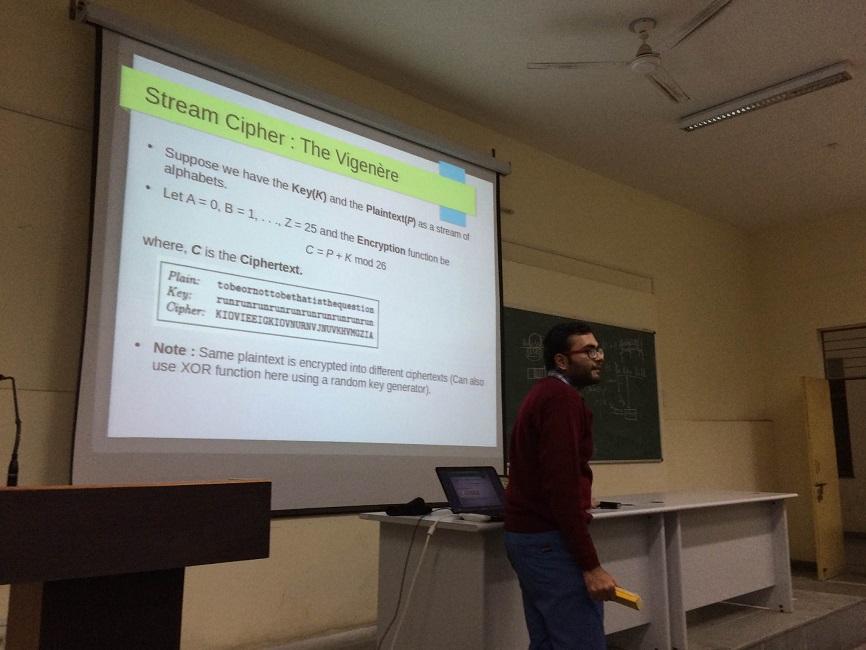 Stream Cipher : The Vigenère
• Suppose we have the Key(K) and the Plaintext(P) as a stream of
alphabets.
• Let A = 0, B = 1, . . ., Z = 25 and the Encryption function be
C = P + K mod 26
where, C is the Ciphertext.
Plain: tobeornottobethatisthequestion
Key: runrunrunrunrunrunrunrunrunrun
Cipher: KIOVIEEIGKIOVNURNVJNUVKHVMGZIA
• Note : Same plaintext is encrypted into different ciphertexts (Can also
use XOR function here using a random key generator).